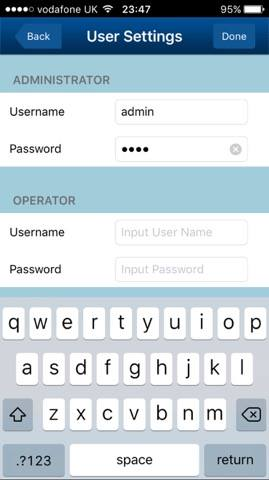 ●●●●○ vodafone UK 23:47 95%
Back User Settings Done
ADMINISTRATOR
Username admin
Password ●●●●
OPERATOR
Username Input User Name
Password Input Password
q w e r t y u i o p
a s d f g h j k l
z x c v b n m
.?123 space return